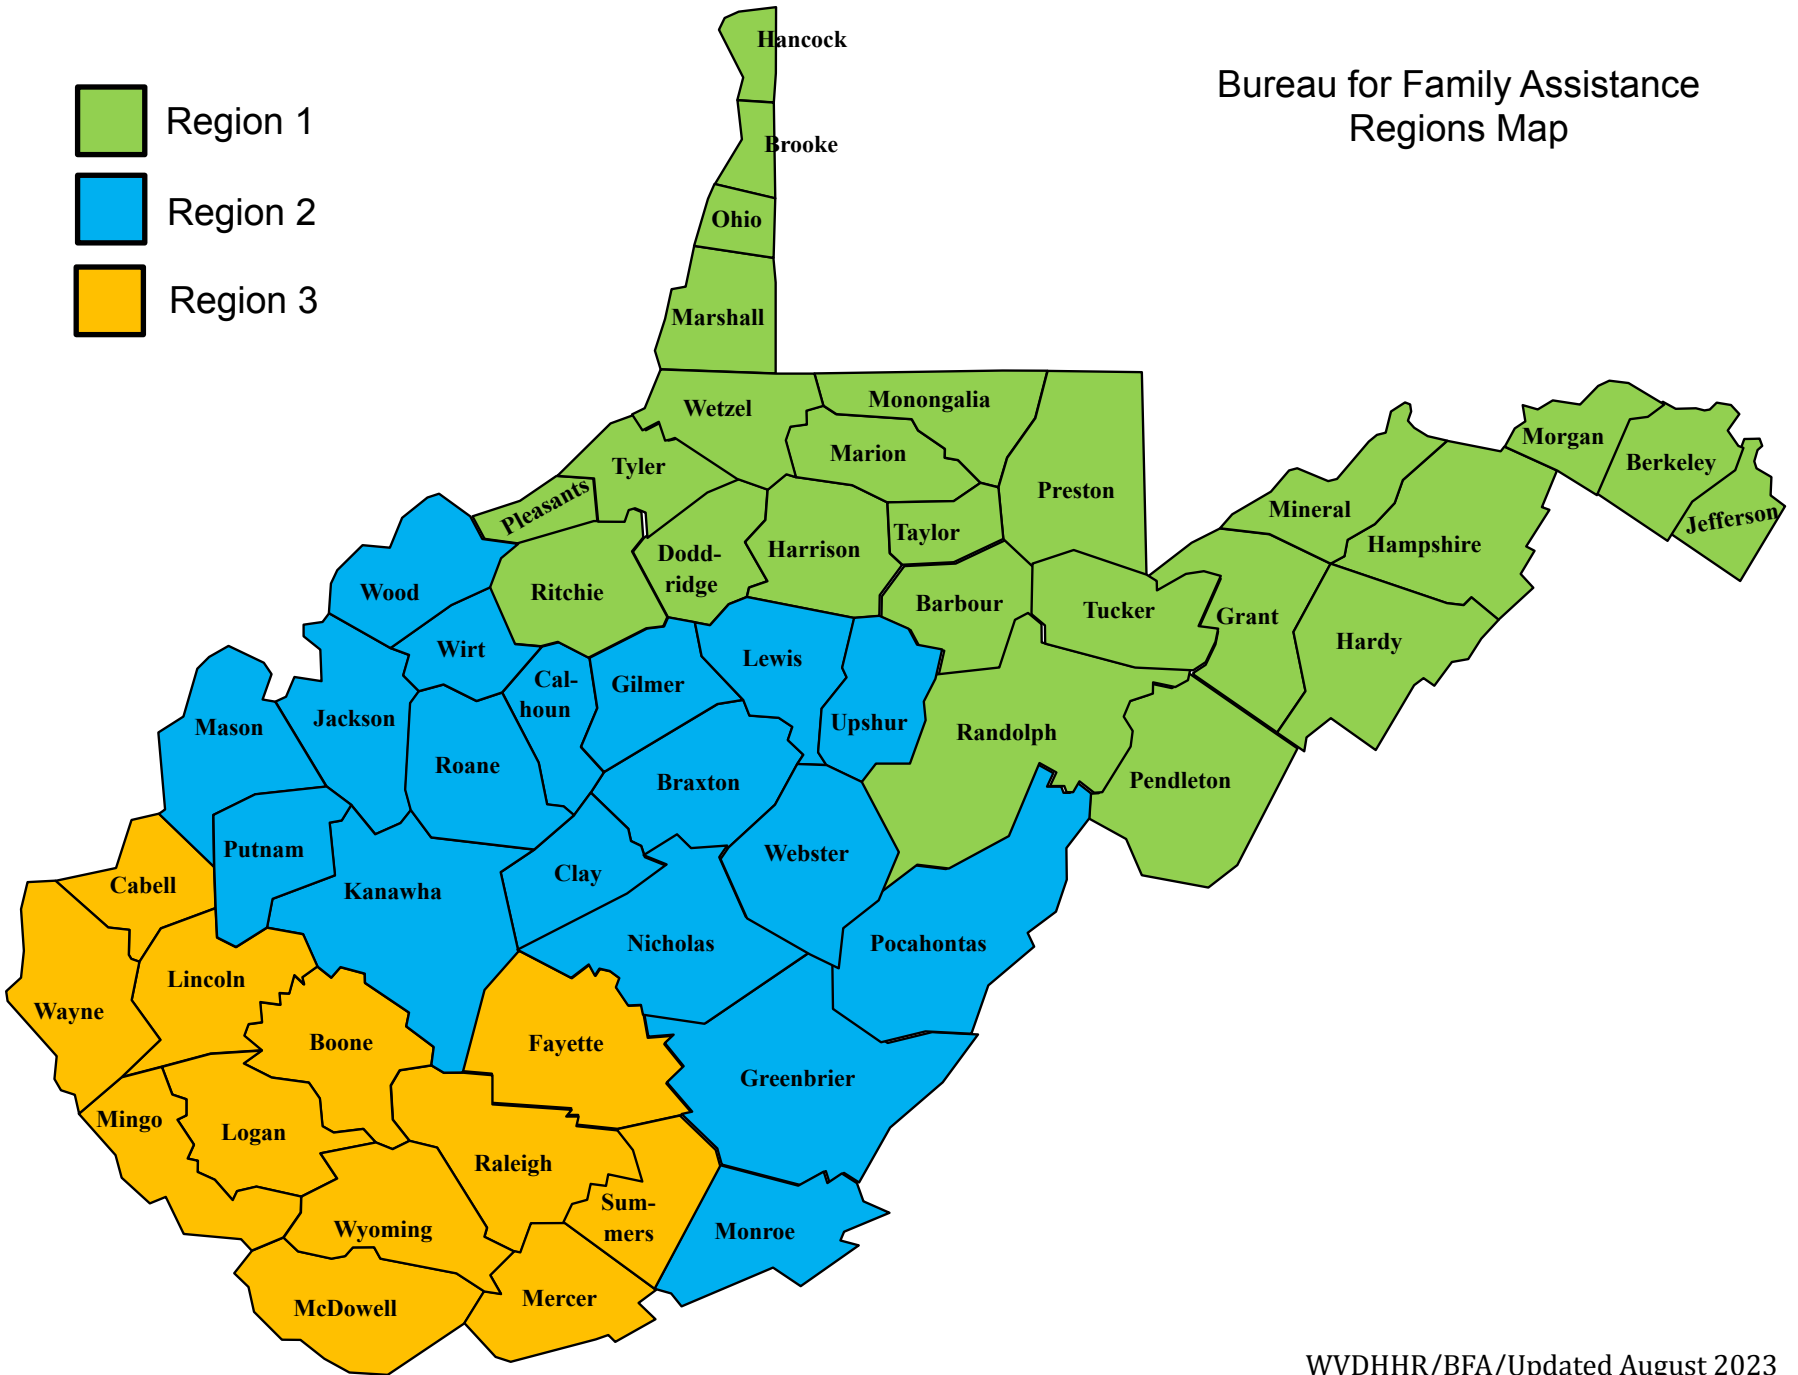 Hancock
Bureau for Family Assistance
Regions Map
Region 1
Brooke
Region 2
Ohio
Region 3
Marshall
Wetzel
Monongalia
Marion
Tyler
Pleasants
Preston
Morgan
Berkeley
Jefferson
Mineral
Hampshire
Taylor
Harrison
Dodd-
ridge
Ritchie
Wood
Barbour
Tucker
Grant
Hardy
Wirt
Cal-
houn
Gilmer
Lewis
Upshur
Randolph
Pendleton
Mason
Jackson
Roane
Braxton
Putnam
Kanawha
Clay
Webster
Cabell
Nicholas
Pocahontas
Lincoln
Wayne
Boone
Fayette
Greenbrier
Mingo
Logan
Raleigh
Sum-
mers
Wyoming
Monroe
McDowell
Mercer
WVDHHR/BFA/Updated August 2023